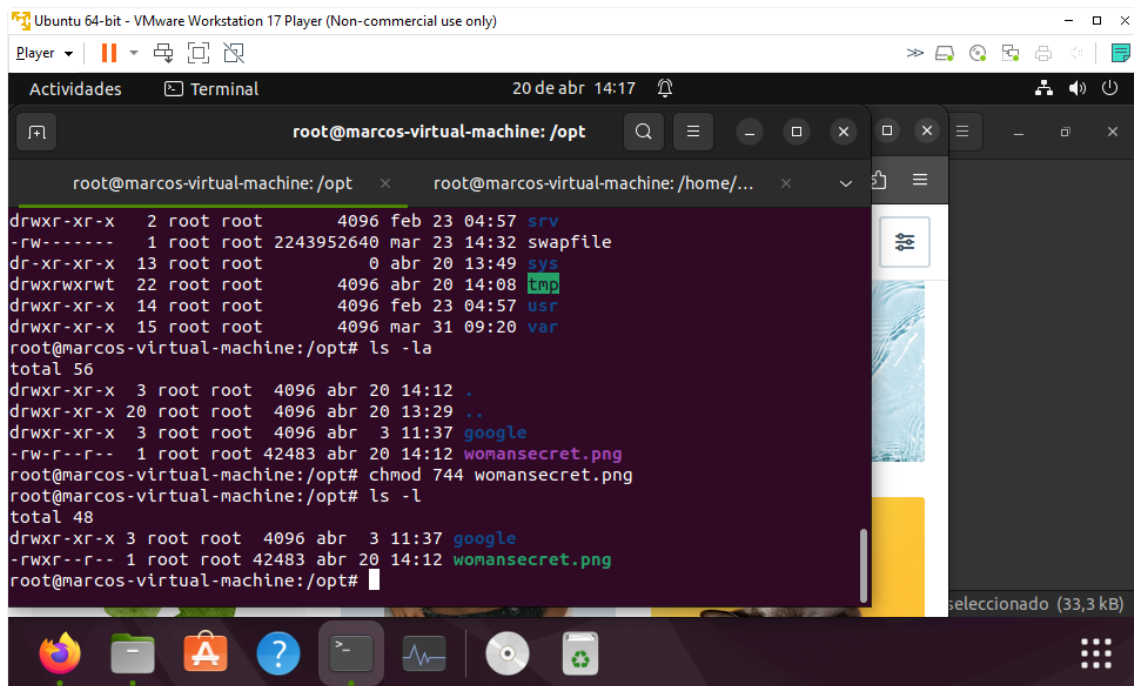 Ubuntu 64-bit - VMware Workstation 17 Player (Non-commercial use only)
Player
Actividades Terminal 20 de abr 14:17
root@marcos-virtual-machine: /opt
root@marcos-virtual-machine: /opt root@marcos-virtual-machine: /home/...
drwxr-xr-x 2 root root 4096 feb 23 04:57 srv
-rw------- 1 root root 2243952640 mar 23 14:32 swapfile
dr-xr-xr-x 13 root root 0 abr 20 13:49 sys
drwxrwxrwt 22 root root 4096 abr 20 14:08 tmp
drwxr-xr-x 14 root root 4096 feb 23 04:57 usr
drwxr-xr-x 15 root root 4096 mar 31 09:20 var
root@marcos-virtual-machine:/opt# ls -la
total 56
drwxr-xr-x 3 root root 4096 abr 20 14:12 .
drwxr-xr-x 20 root root 4096 abr 20 13:29 ..
drwxr-xr-x 3 root root 4096 abr 3 11:37 google
-rw-r--r-- 1 root root 42483 abr 20 14:12 womansecret.png
root@marcos-virtual-machine:/opt# chmod 744 womansecret.png
root@marcos-virtual-machine:/opt# ls -l
total 48
drwxr-xr-x 3 root root 4096 abr 3 11:37 google
-rwxr--r-- 1 root root 42483 abr 20 14:12 womansecret.png
root@marcos-virtual-machine:/opt#
seleccionado (33,3 kB)